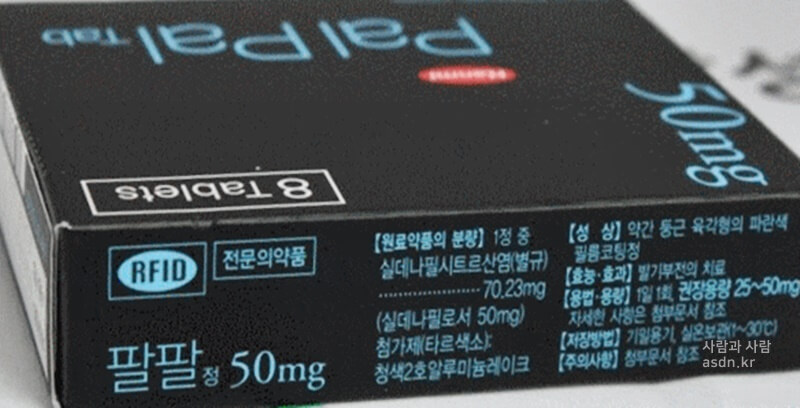 PalPal Tab
Hanmi
50mg
8 Tablets
RFID
전문의약품
팔팔정 50mg
【원료약품의 분량】 1정 중
실데나필시트르산염(별규)
.................... 70.23mg
(실데나필로서 50mg)
첨가제(타르색소):
청색2호알루미늄레이크
【성 상】 약간 둥근 육각형의 파란색
필름코팅정
【효능·효과】 발기부전의 치료
【용법·용량】 1일 1회, 권장용량 25~50mg
자세한 사항은 첨부문서 참조
【저장방법】 기밀용기, 실온보관(1~30℃)
【주의사항】 첨부문서 참조
사람과 사람
asdn.kr